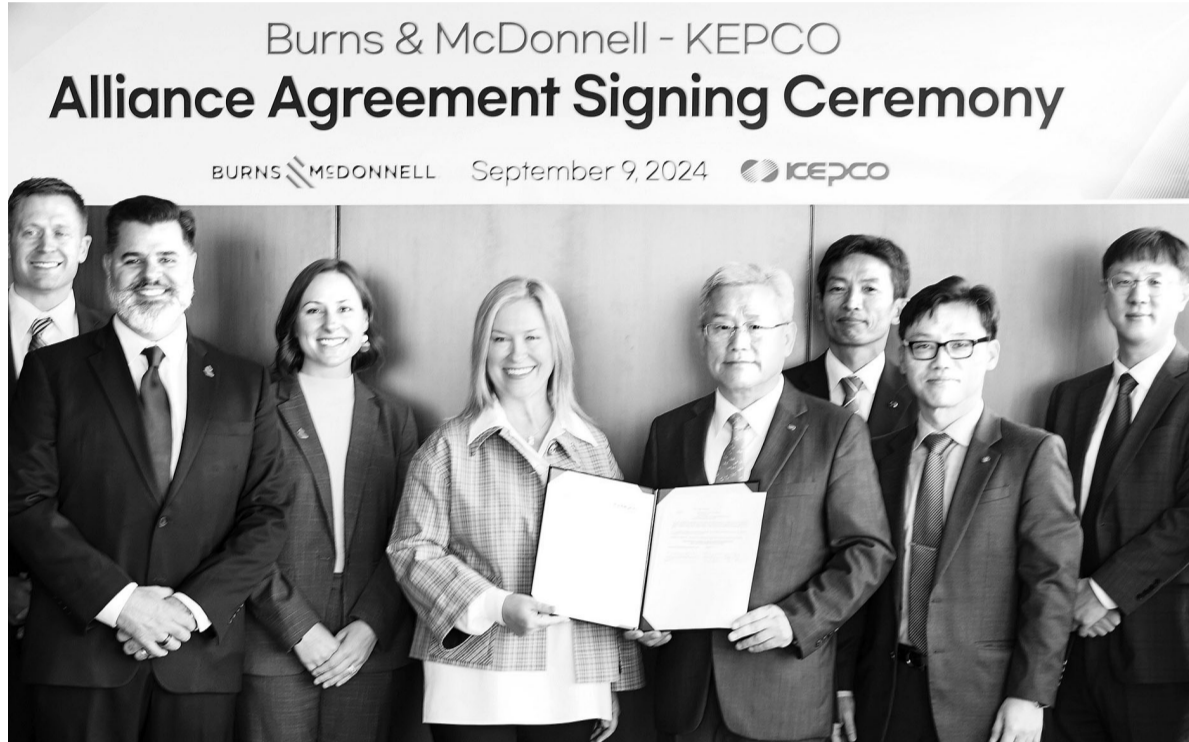 Burns & McDonnell - KEPCO
Alliance Agreement Signing Ceremony
BURNS MCDONNELL September 9, 2024 KEPCO